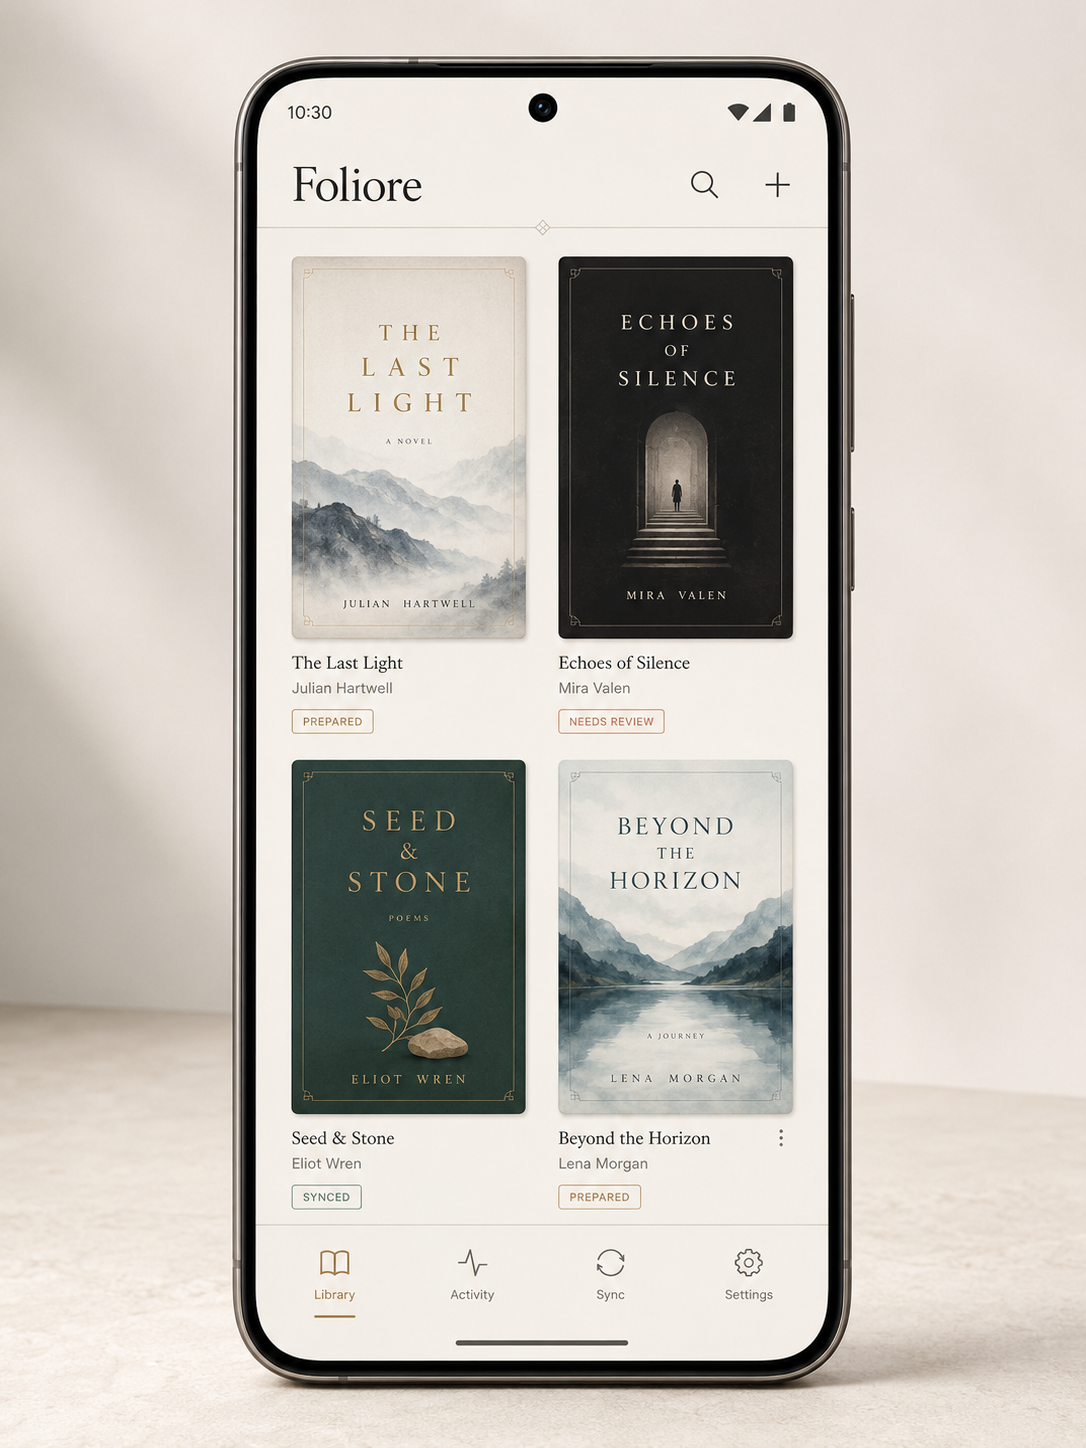 10:30
Foliore
THE
LAST
LIGHT
A NOVEL
JULIAN HARTWELL
The Last Light
Julian Hartwell
PREPARED
ECHOES
OF
SILENCE
MIRA VALEN
Echoes of Silence
Mira Valen
NEEDS REVIEW
SEED
&
STONE
POEMS
ELIOT WREN
Seed & Stone
Eliot Wren
SYNCED
BEYOND
THE
HORIZON
A JOURNEY
LENA MORGAN
Beyond the Horizon
Lena Morgan
PREPARED
Library
Activity
Sync
Settings